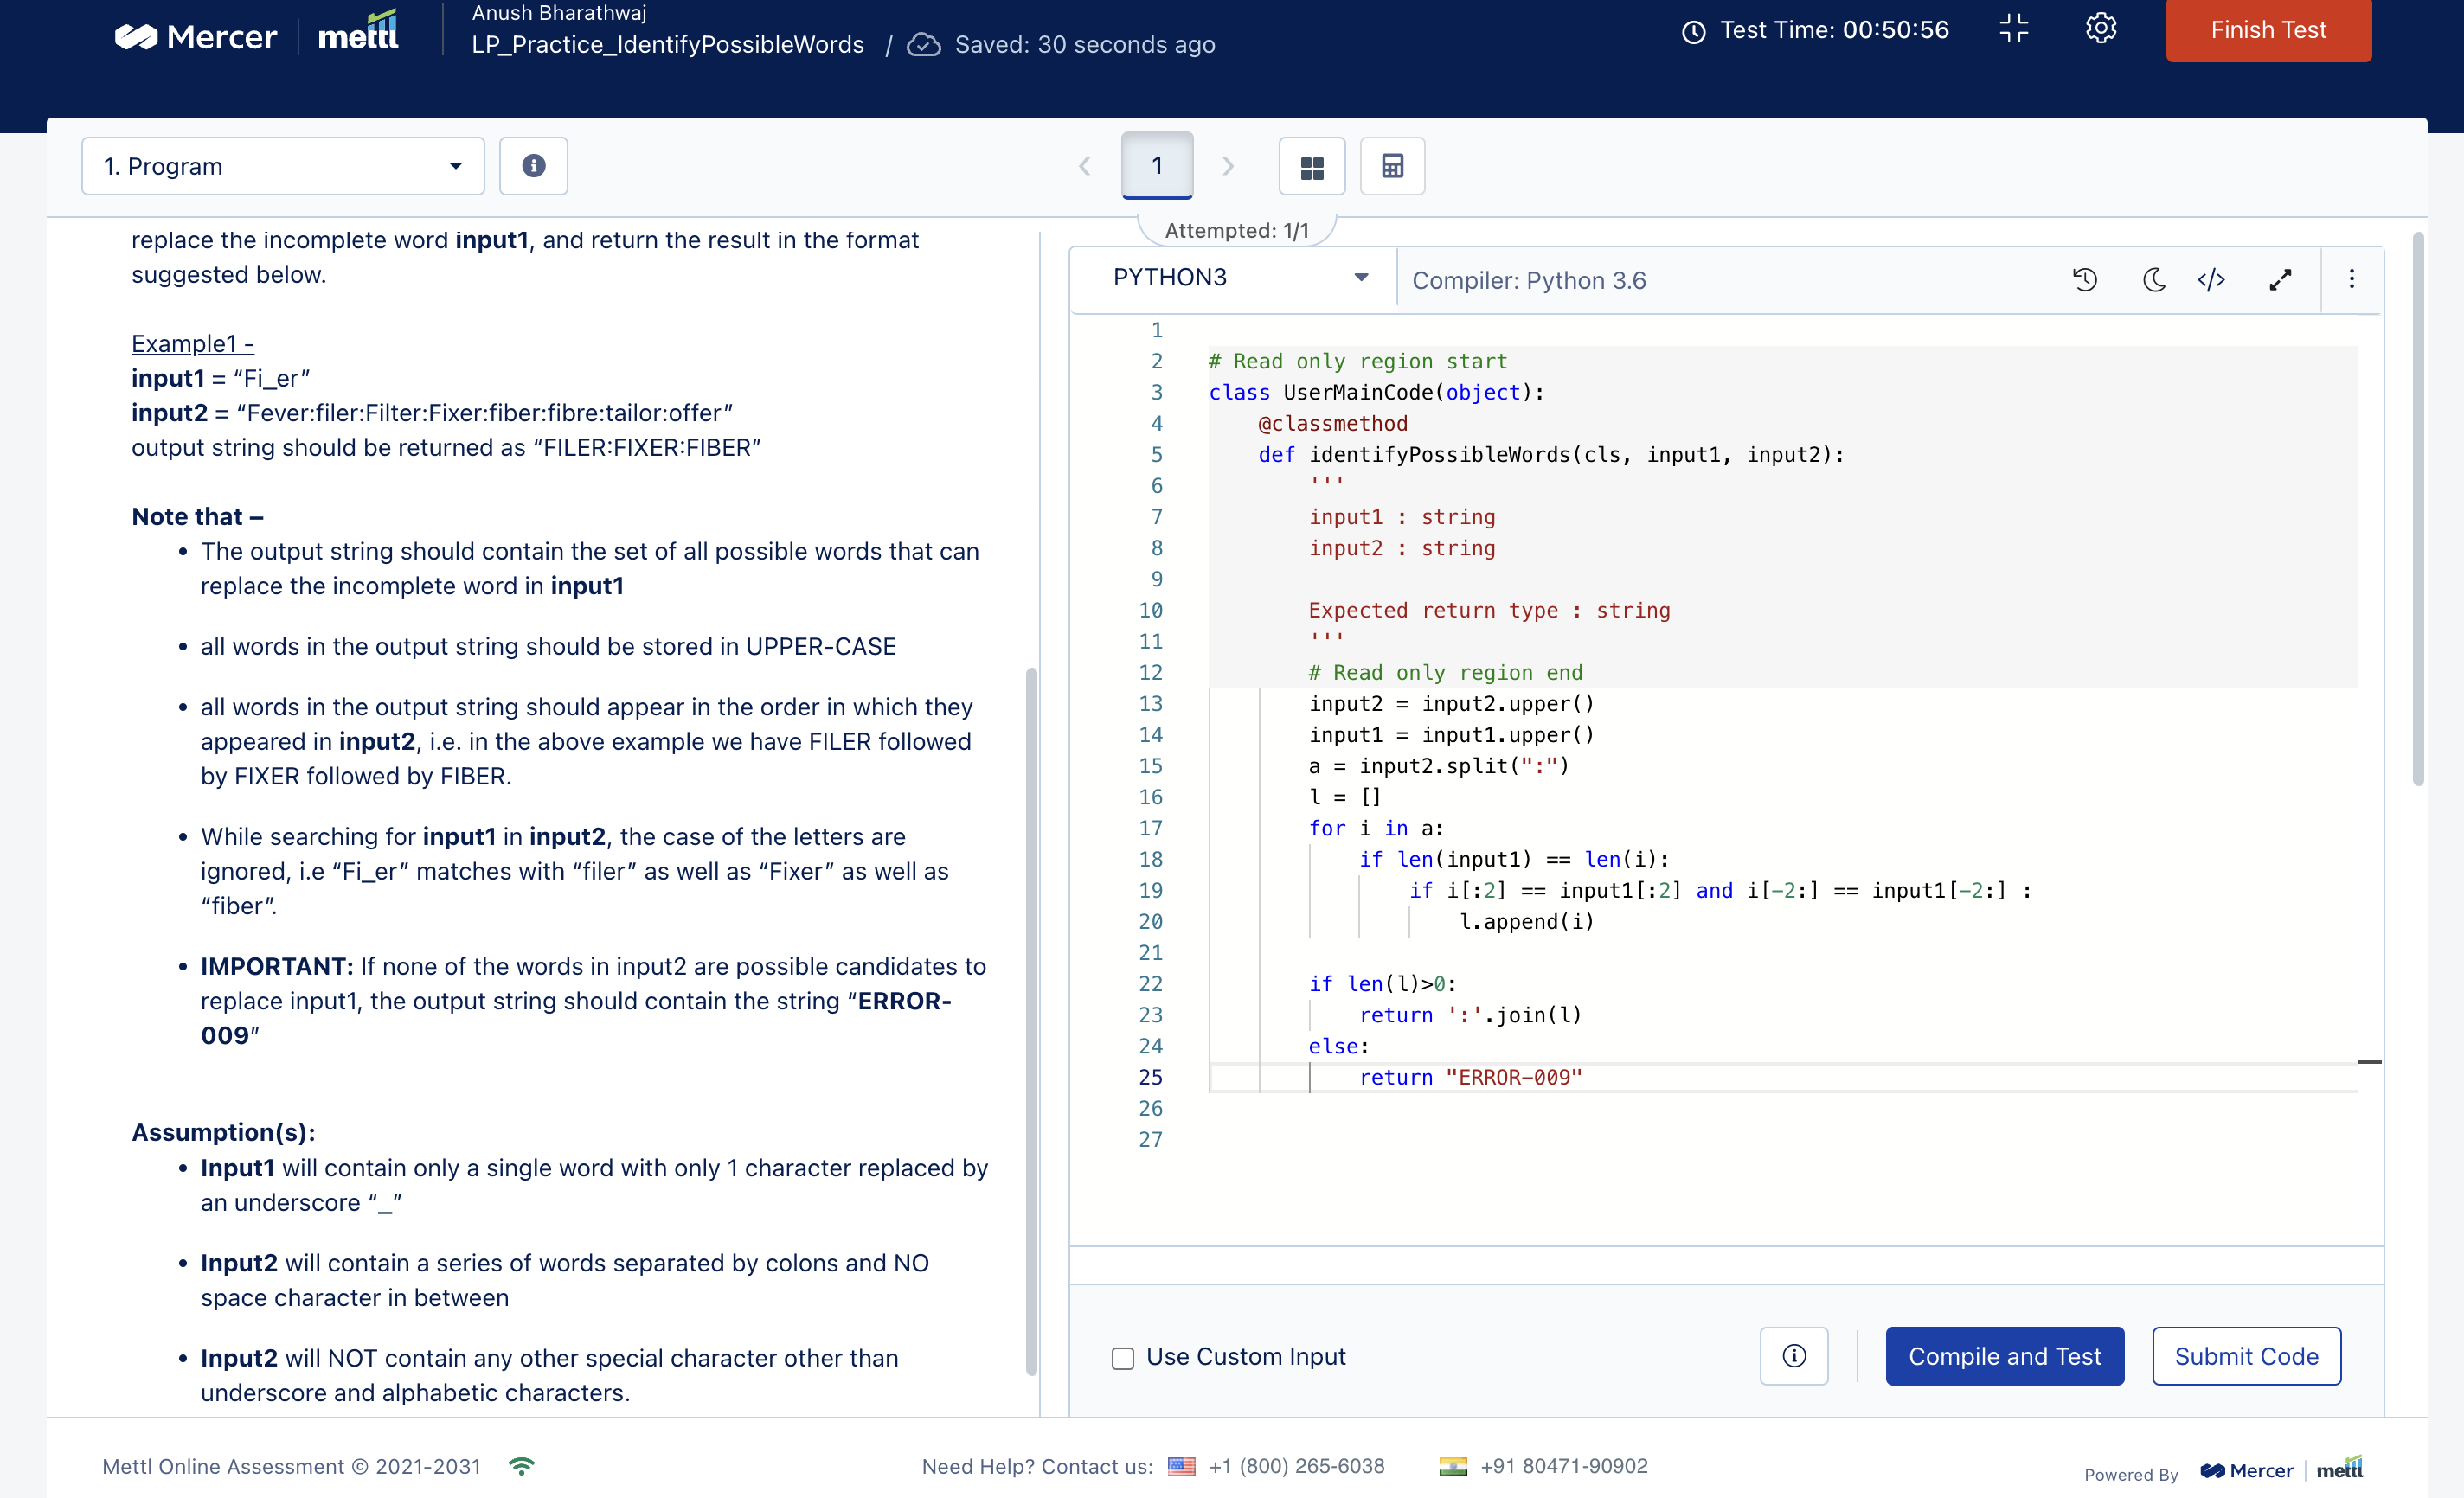 Mercer mettl
Anush Bharathwaj
LP_Practice_IdentifyPossibleWords / Saved: 30 seconds ago
Test Time: 00:50:56
Finish Test
1. Program
1
Attempted: 1/1
replace the incomplete word input1, and return the result in the format
suggested below.
Example1 -
input1 = “Fi_er”
input2 = “Fever:filer:Filter:Fixer:fiber:fibre:tailor:offer”
output string should be returned as “FILER:FIXER:FIBER”
Note that –
• The output string should contain the set of all possible words that can
replace the incomplete word in input1
• all words in the output string should be stored in UPPER-CASE
• all words in the output string should appear in the order in which they
appeared in input2, i.e. in the above example we have FILER followed
by FIXER followed by FIBER.
• While searching for input1 in input2, the case of the letters are
ignored, i.e “Fi_er” matches with “filer” as well as “Fixer” as well as
“fiber”.
• IMPORTANT: If none of the words in input2 are possible candidates to
replace input1, the output string should contain the string “ERROR-
009”
Assumption(s):
• Input1 will contain only a single word with only 1 character replaced by
an underscore “_”
• Input2 will contain a series of words separated by colons and NO
space character in between
• Input2 will NOT contain any other special character other than
underscore and alphabetic characters.
PYTHON3
Compiler: Python 3.6
1
2 # Read only region start
3 class UserMainCode(object):
4     @classmethod
5     def identifyPossibleWords(cls, input1, input2):
6         '''
7         input1 : string
8         input2 : string
9
10         Expected return type : string
11         '''
12         # Read only region end
13         input2 = input2.upper()
14         input1 = input1.upper()
15         a = input2.split(":")
16         l = []
17         for i in a:
18             if len(input1) == len(i):
19                 if i[:2] == input1[:2] and i[-2:] == input1[-2:] :
20                     l.append(i)
21
22         if len(l)>0:
23             return ':'.join(l)
24         else:
25             return "ERROR-009"
26
27
Use Custom Input
Compile and Test
Submit Code
Mettl Online Assessment © 2021-2031
Need Help? Contact us: +1 (800) 265-6038 +91 80471-90902
Powered By Mercer mettl